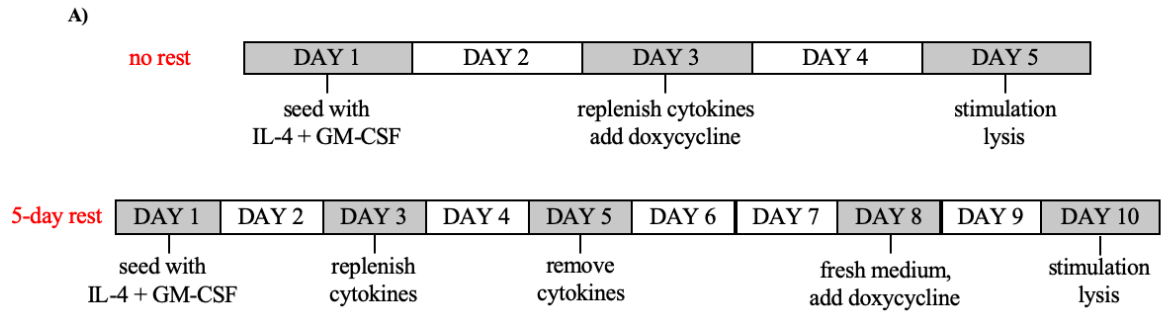 A)
no rest
DAY 1 DAY 2 DAY 3 DAY 4 DAY 5
seed with
IL-4 + GM-CSF
replenish cytokines
add doxycycline
stimulation
lysis
5-day rest
DAY 1 DAY 2 DAY 3 DAY 4 DAY 5 DAY 6 DAY 7 DAY 8 DAY 9 DAY 10
seed with
IL-4 + GM-CSF
replenish
cytokines
remove
cytokines
fresh medium,
add doxycycline
stimulation
lysis